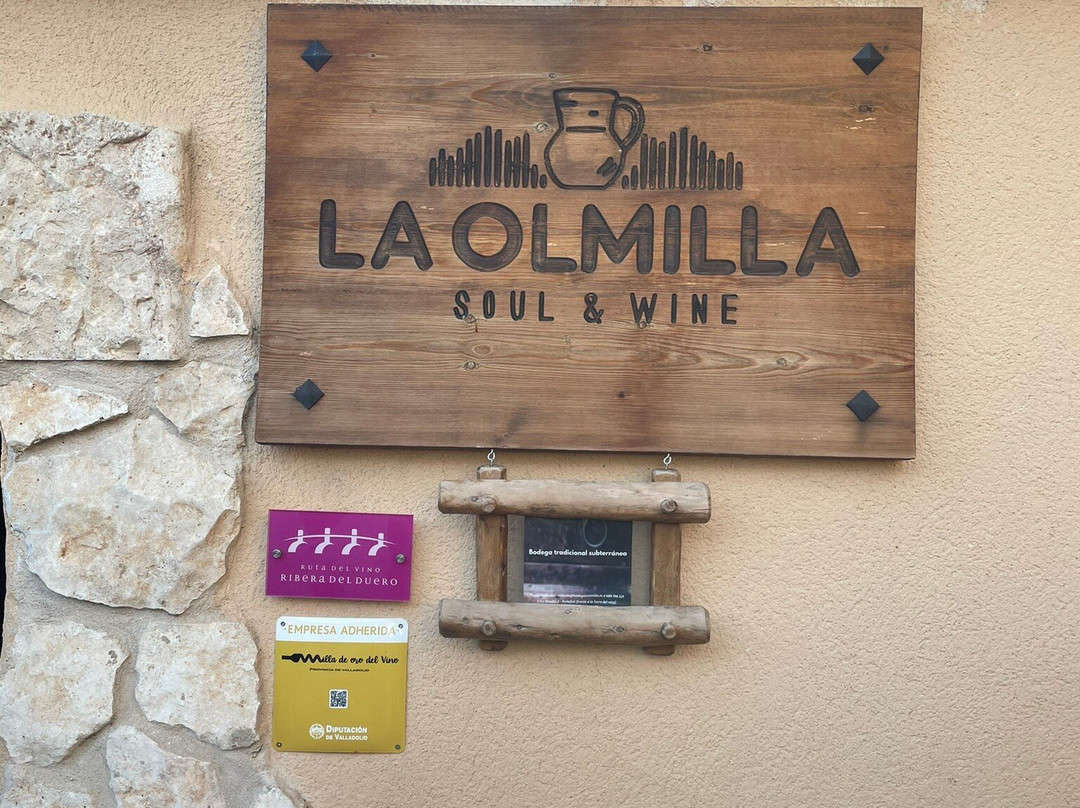 LA OLMILLA
SOUL & WINE
Bodega tradicional subterránea
RUTA DEL VINO
RIBERA DEL DUERO
EMPRESA ADHERIDA
Milla de oro del Vino
PROVINCIA DE VALLADOLID
DIPUTACIÓN
DE VALLADOLID